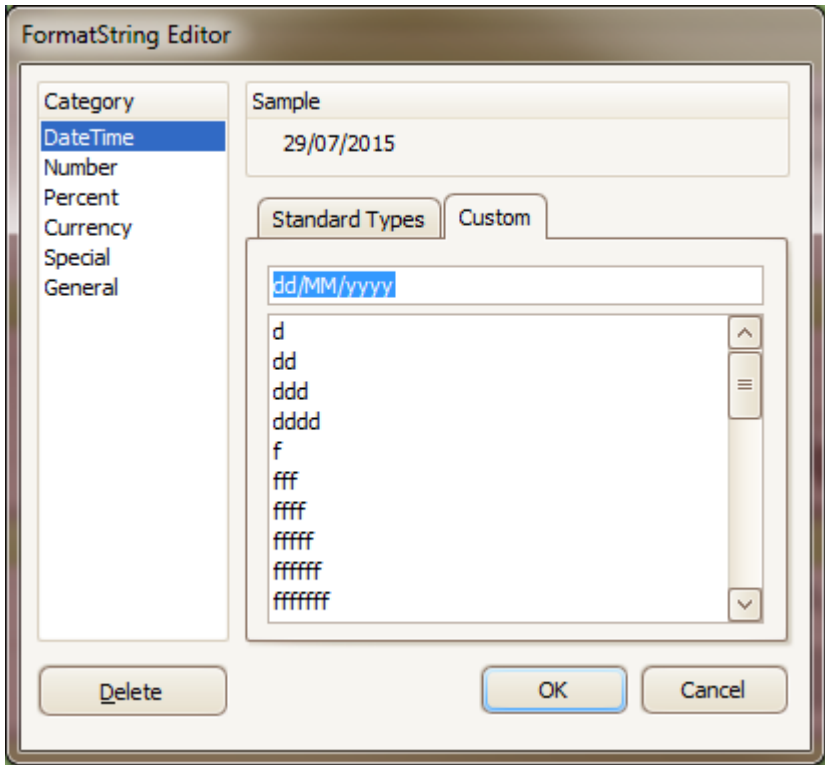 FormatString Editor
Category
DateTime
Number
Percent
Currency
Special
General
Sample
29/07/2015
Standard Types
Custom
dd/MM/yyyy
d
dd
ddd
dddd
f
fff
ffff
fffff
ffffff
fffffff
Delete
OK
Cancel